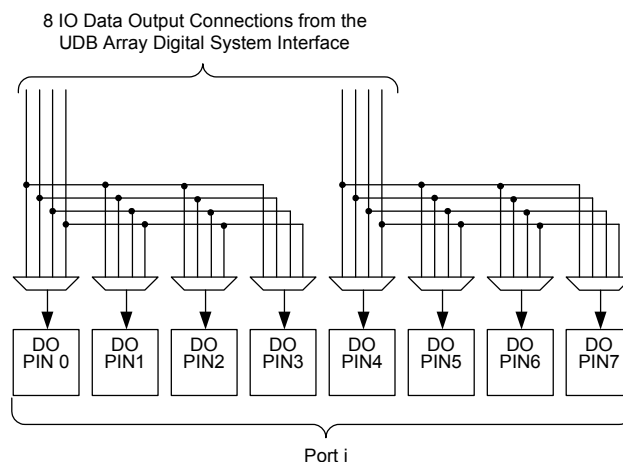 8 IO Data Output Connections from the
UDB Array Digital System Interface
DO
PIN 0
DO
PIN1
DO
PIN2
DO
PIN3
DO
PIN4
DO
PIN5
DO
PIN6
DO
PIN7
Port i